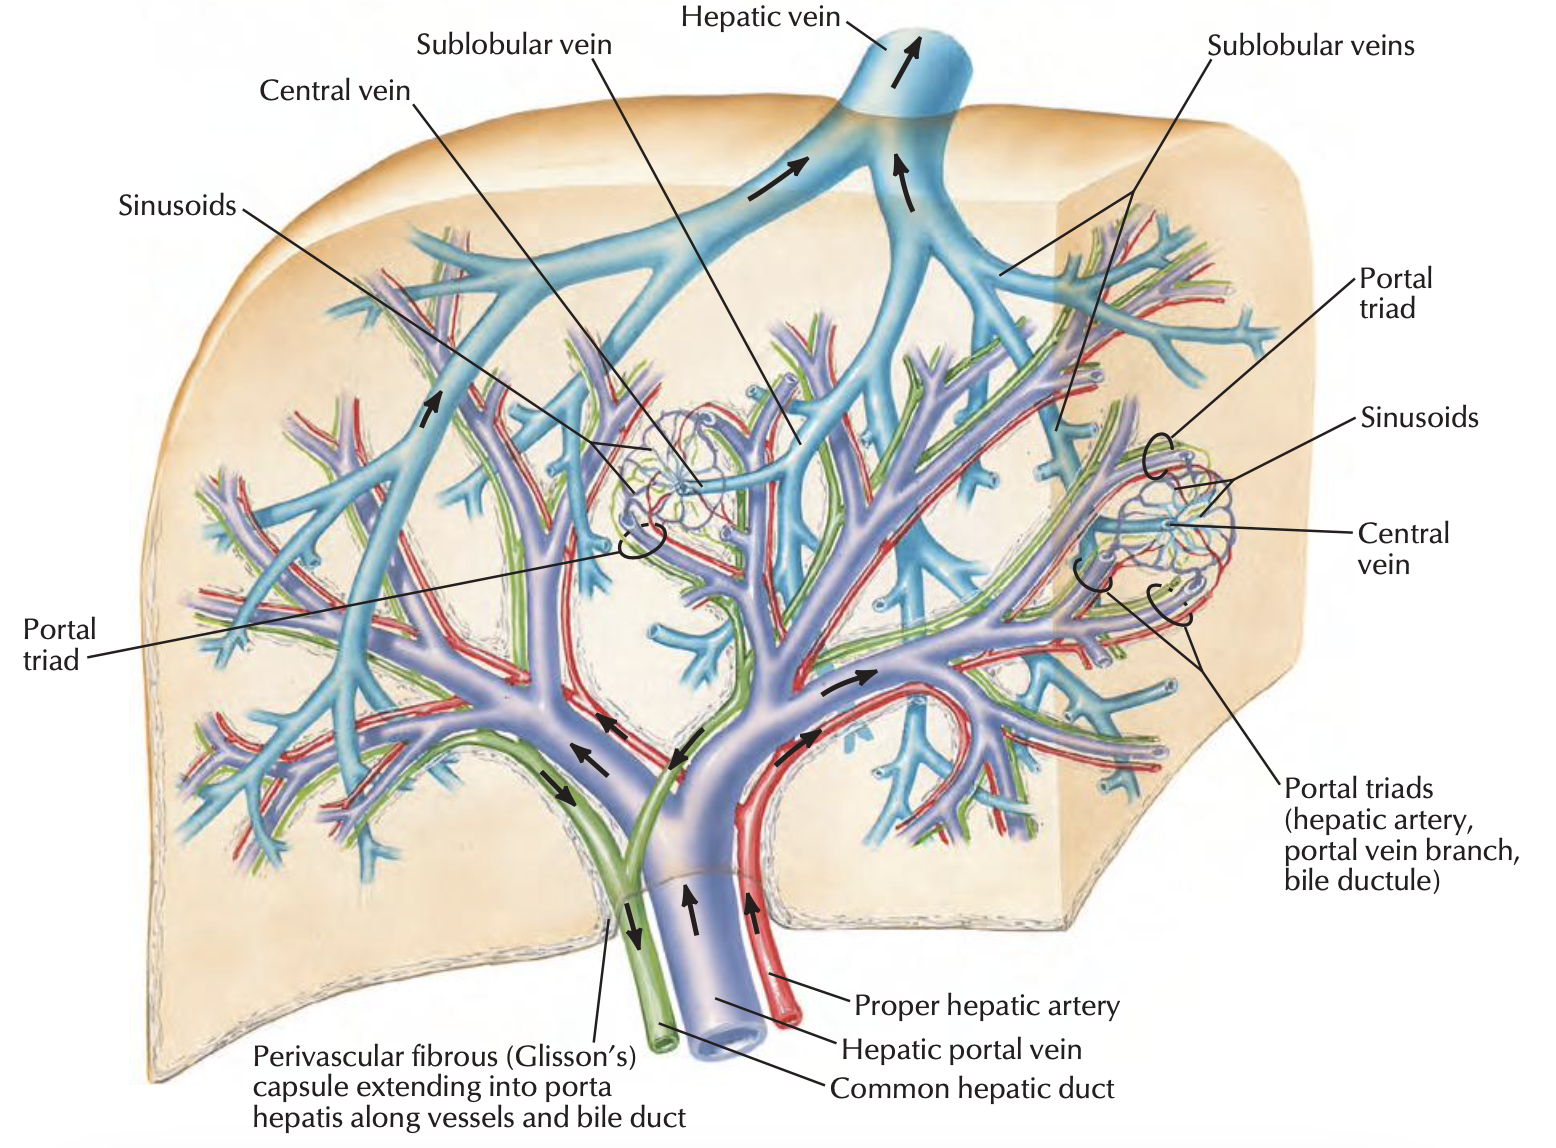 Hepatic vein
Sublobular vein
Sublobular veins
Central vein
Sinusoids
Portal
triad
Sinusoids
Central
vein
Portal
triad
Portal triads
(hepatic artery,
portal vein branch,
bile ductule)
Proper hepatic artery
Hepatic portal vein
Common hepatic duct
Perivascular fibrous (Glisson’s)
capsule extending into porta
hepatis along vessels and bile duct